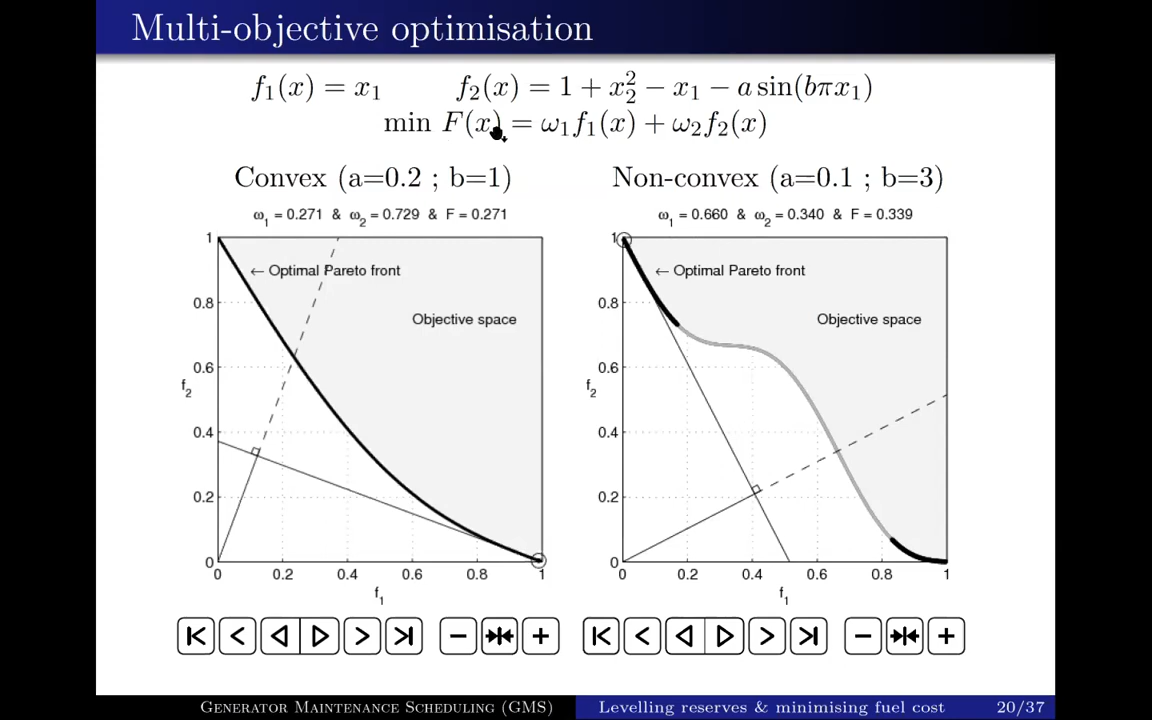 Multi-objective optimisation
f₁(x) = x₁ f₂(x) = 1 + x₂² − x₁ − a sin(bπx₁)
min F(x) = ω₁f₁(x) + ω₂f₂(x)
Convex (a=0.2 ; b=1)
ω₁ = 0.271 & ω₂ = 0.729 & F = 0.271
1
← Optimal Pareto front
0.8
Objective space
0.6
f₂
0.4
0.2
0
0 0.2 0.4 0.6 0.8 1
f₁
Non-convex (a=0.1 ; b=3)
ω₁ = 0.660 & ω₂ = 0.340 & F = 0.339
1
← Optimal Pareto front
0.8
Objective space
0.6
f₂
0.4
0.2
0
0 0.2 0.4 0.6 0.8 1
f₁
Generator Maintenance Scheduling (GMS) Levelling reserves & minimising fuel cost 20/37